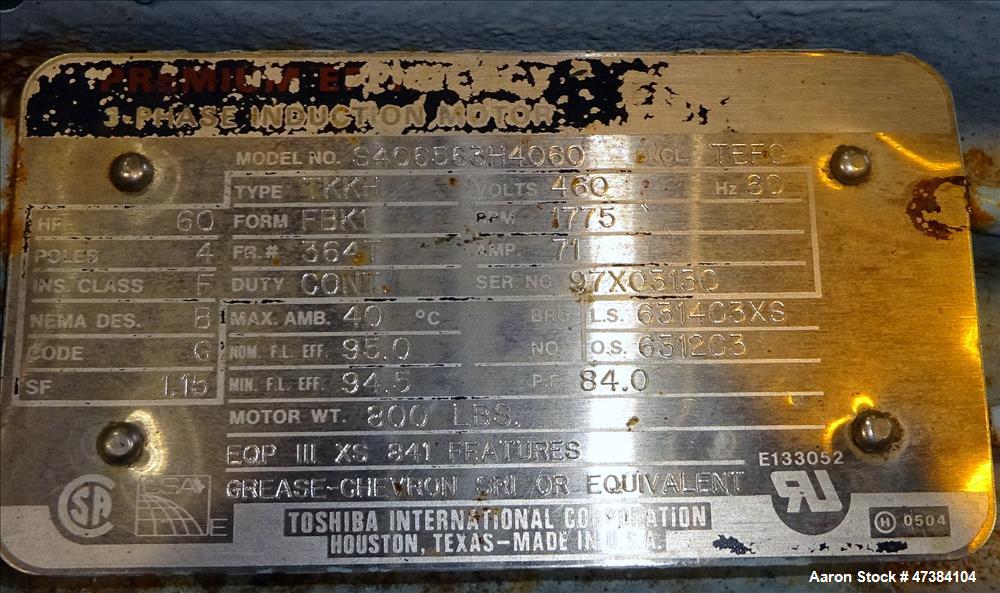 PREMIUM EFFICIENCY
3-PHASE INDUCTION MOTOR
MODEL NO. S406563H4060 ENCL. TEFC
TYPE TKKH VOLTS 460 Hz 60
HP 60 FORM FBK1 RPM 1775
POLES 4 FR.# 364T AMP 71
INS. CLASS F DUTY CONT. SER. NO. 97X03130
NEMA DES. B MAX. AMB. 40 °C BRG. L.S. 6314C3XS
CODE G NOM. F.L. EFF. 95.0 NO. O.S. 6312C3
SF 1.15 MIN. F.L. EFF. 94.5 P.F. 84.0
MOTOR WT. 800 LBS.
EQP III XS 841 FEATURES
E133052
GREASE-CHEVRON SRI OR EQUIVALENT
CSA
E
TOSHIBA INTERNATIONAL CORPORATION
HOUSTON, TEXAS-MADE IN U.S.A.
H 0504
Aaron Stock # 47384104